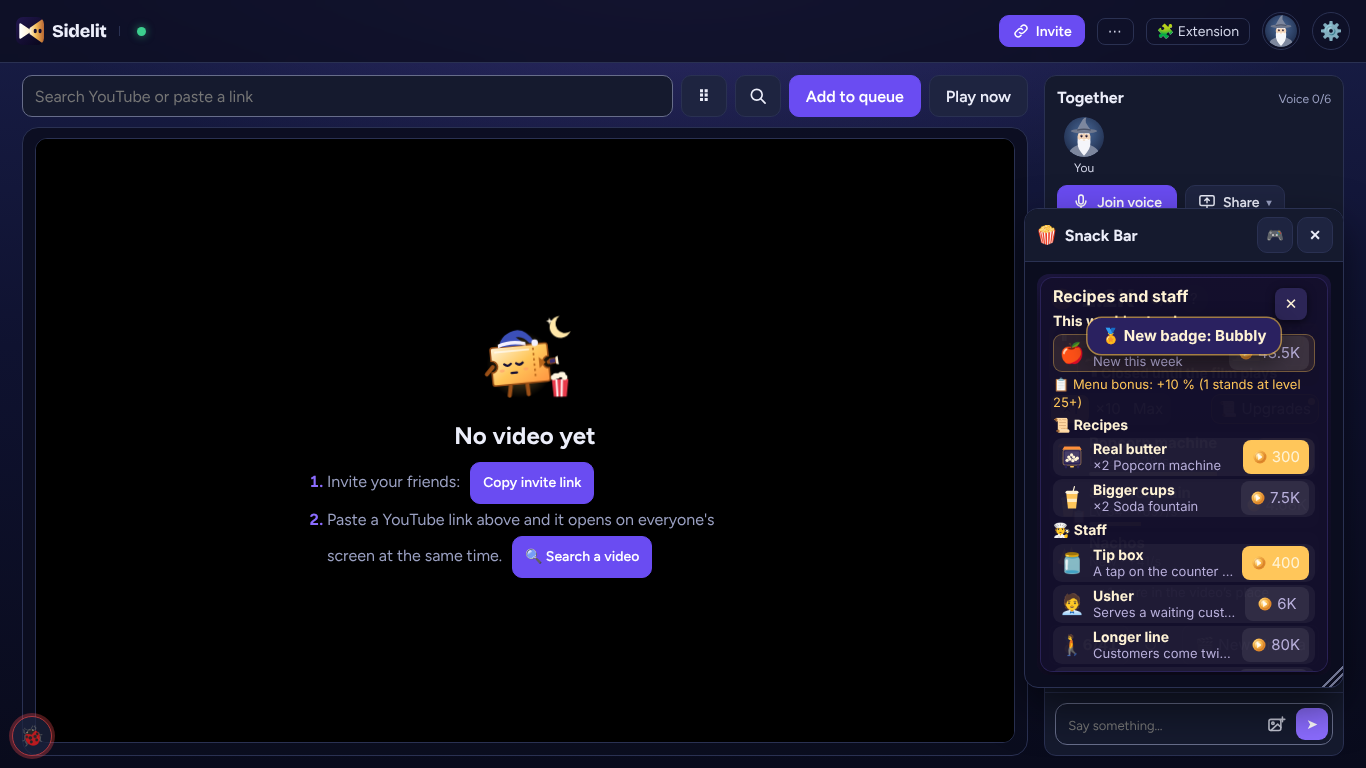 Sidelit
Invite
...
Extension
Search YouTube or paste a link
Add to queue
Play now
Together
Voice 0/6
You
Join voice
Share
Snack Bar
Recipes and staff
New badge: Bubbly
New this week
Menu bonus: +10 % (1 stands at level
25+)
Recipes
Real butter
×2 Popcorn machine
300
Bigger cups
×2 Soda fountain
7.5K
Staff
Tip box
A tap on the counter ...
400
Usher
Serves a waiting cust...
6K
Longer line
Customers come twi...
80K
No video yet
1. Invite your friends:
Copy invite link
2. Paste a YouTube link above and it opens on everyone's
screen at the same time.
Search a video
Say something...